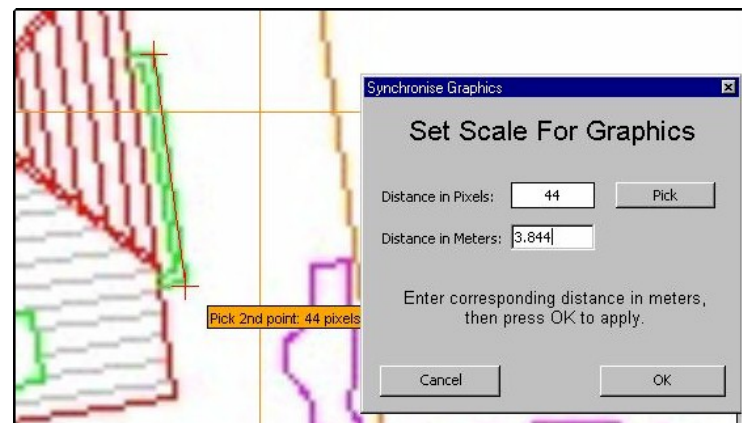 Synchronise Graphics
Set Scale For Graphics
Distance in Pixels: 44 Pick
Distance in Meters: 3.844
Enter corresponding distance in meters,
then press OK to apply.
Pick 2nd point: 44 pixels
Cancel OK